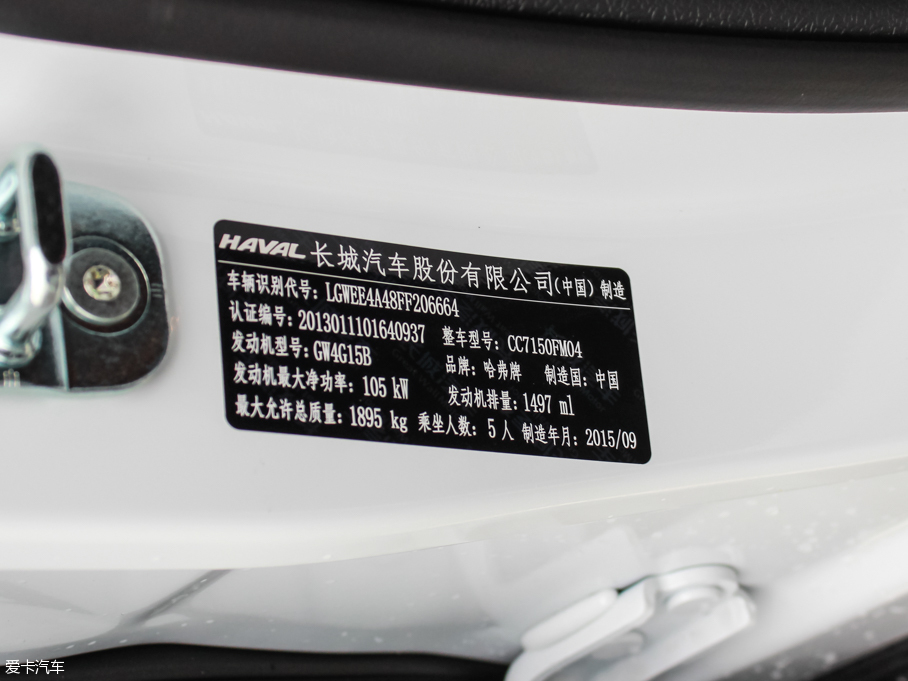 HAVAL 长城汽车股份有限公司(中国) 制造
车辆识别代号: LGWEE4A48FF206664
认证编号: 2013011101640937 整车型号: CC7150FM04
发动机型号: GW4G15B 品牌: 哈弗牌 制造国: 中国
发动机最大净功率: 105 kW 发动机排量: 1497 ml
最大允许总质量: 1895 kg 乘坐人数: 5 人 制造年月: 2015/09
爱卡汽车